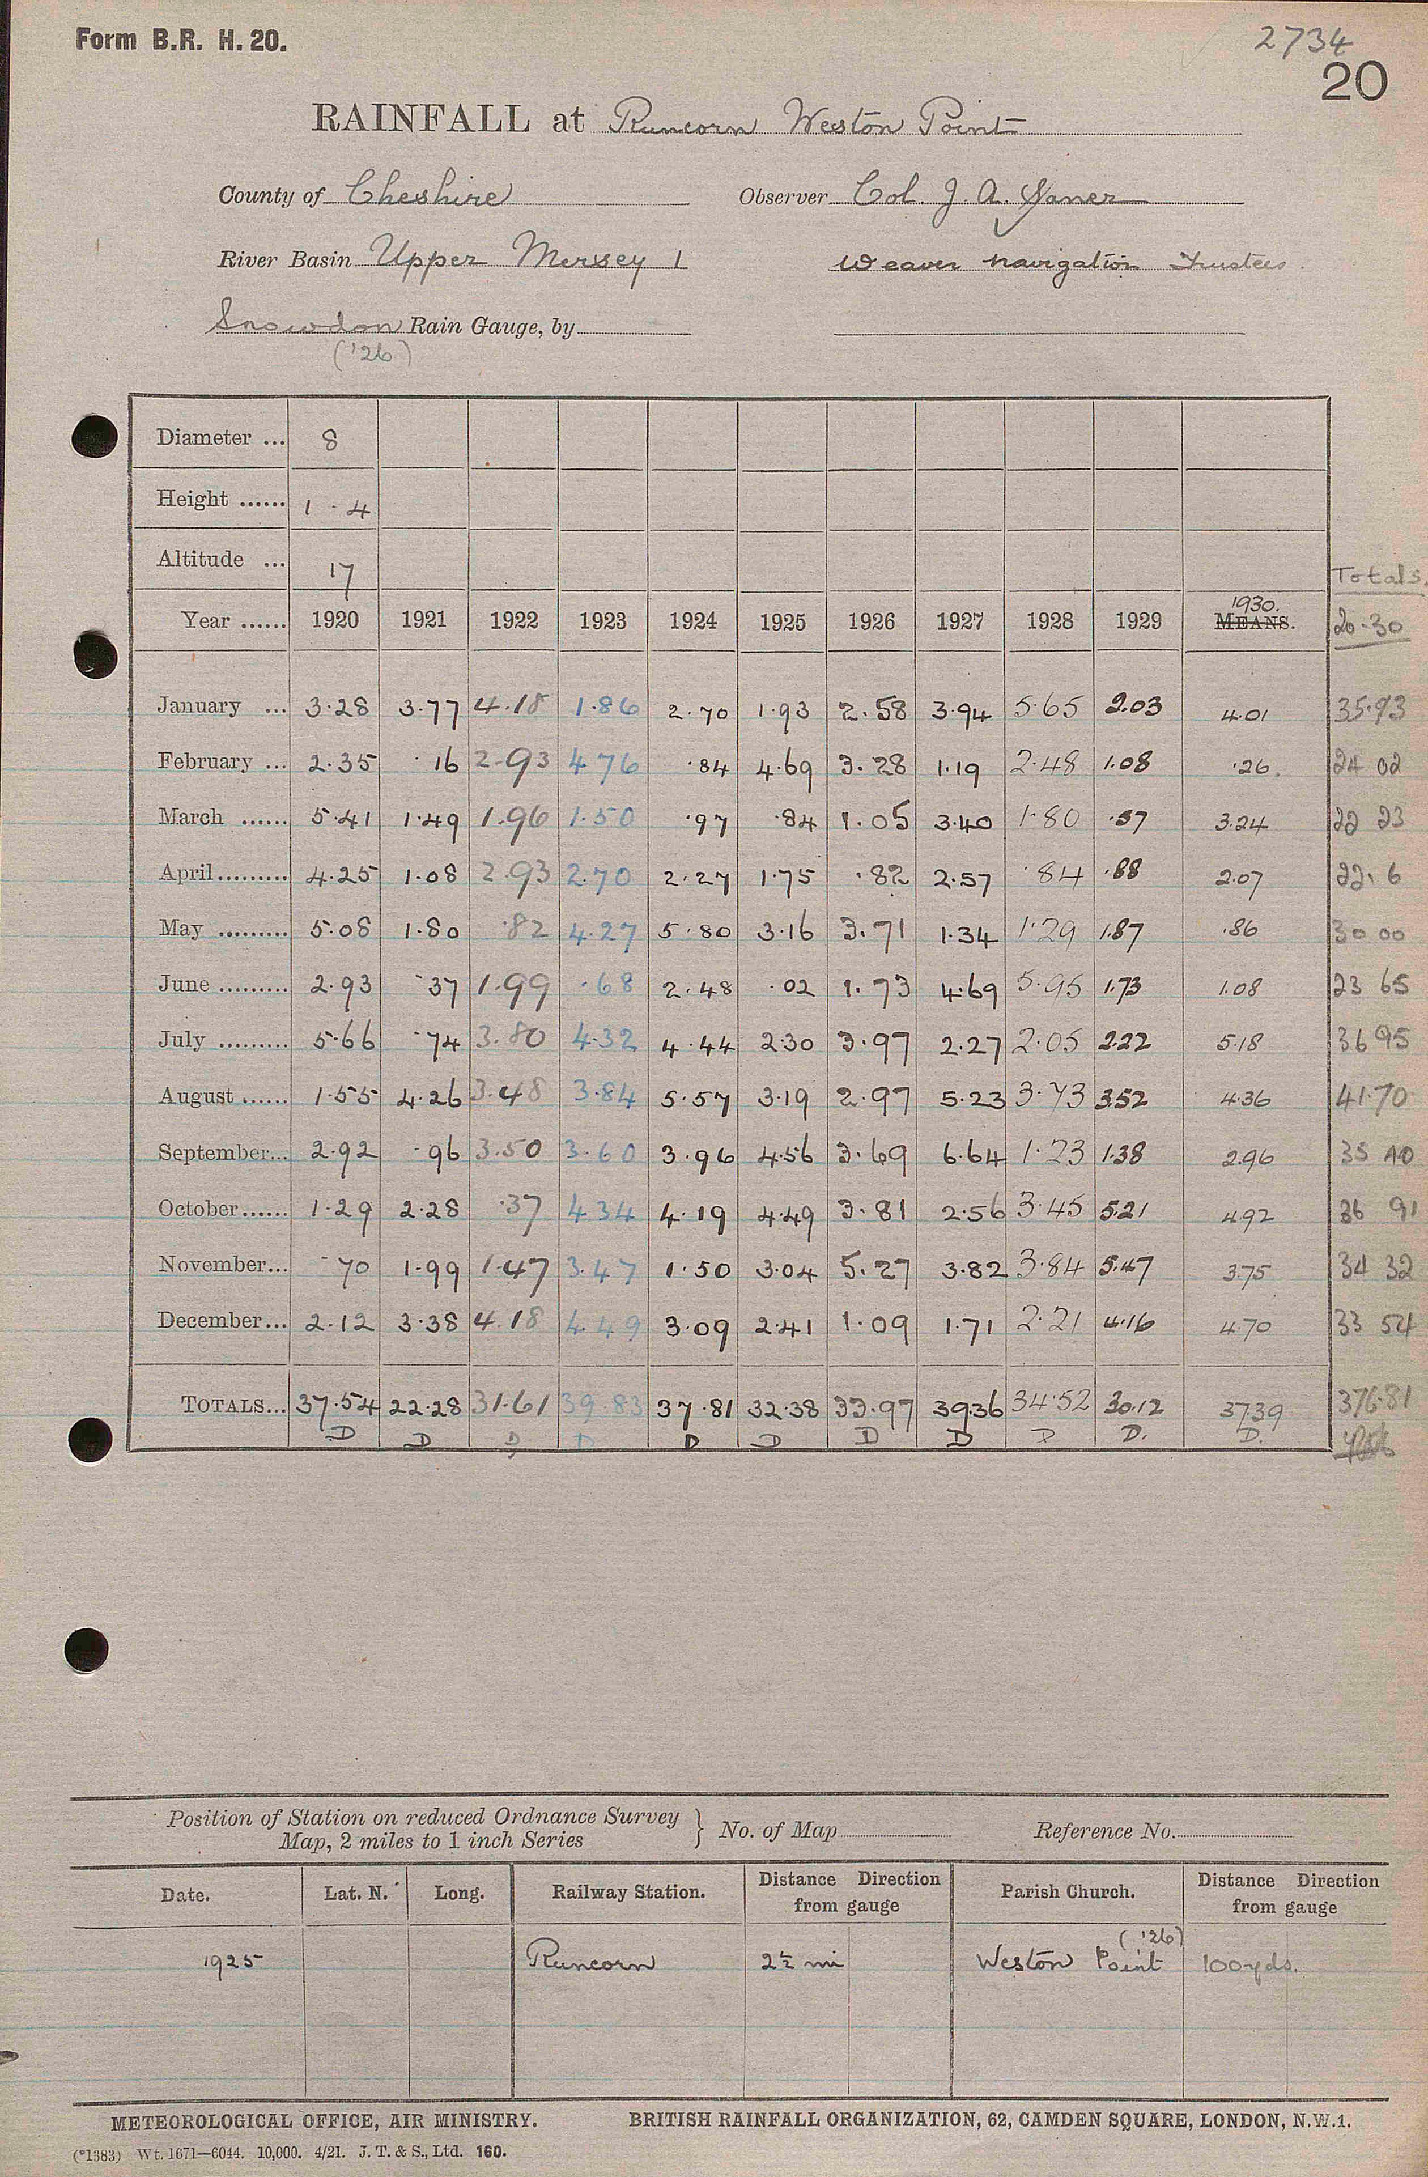 Form B.R. H. 20.
2734
20
RAINFALL at Runcorn Weston Point
County of Cheshire Observer Col. J. A. Saner
River Basin Upper Mersey 1 Weaver Navigation Trustees
Snowdon Rain Gauge, by
('26)
Diameter ... 8
Height ...... 1 . 4
Altitude ... 17
Totals
Year ...... 1920 1921 1922 1923 1924 1925 1926 1927 1928 1929 1930. MEANS. 20-30
January ... 3.28 3.77 4.18 1.86 2.70 1.93 2.58 3.94 5.65 2.03 4.01 35.93
February ... 2.35 .16 2.93 4.76 .84 4.69 3.28 1.19 2.48 1.08 .26. 24 02
March ...... 5.41 1.49 1.96 1.50 .97 .84 1.05 3.40 1.80 .57 3.24 22 23
April ......... 4.25 1.08 2.93 2.70 2.27 1.75 .82 2.57 .84 .88 2.07 22.16
May ......... 5.08 1.80 .82 4.27 5.80 3.16 3.71 1.34 1.29 1.87 .86 30 00
June ......... 2.93 .37 1.99 .68 2.48 .02 1.73 4.69 5.95 1.73 1.08 23 65
July ......... 5.66 .74 3.80 4.32 4.44 2.30 3.97 2.27 2.05 2.22 5.18 36 95
August ...... 1.55 4.26 3.48 3.84 5.57 3.19 2.97 5.23 3.73 3.52 4.36 41.70
September... 2.92 .96 3.50 3.60 3.96 4.56 3.69 6.64 1.23 1.38 2.96 35 40
October...... 1.29 2.28 .37 4.34 4.19 4.49 3.81 2.56 3.45 5.21 4.92 36 91
November... .70 1.99 1.47 3.47 1.50 3.04 5.27 3.82 3.84 5.47 3.75 34 32
December... 2.12 3.38 4.18 4.49 3.09 2.41 1.09 1.71 2.21 4.16 4.70 33 54
TOTALS... 37.54 22.28 31.61 39.83 37.81 32.38 33.97 39.36 34.52 30.12 37.39 376.81
D D D D D D D D D D. D.
Position of Station on reduced Ordnance Survey
Map, 2 miles to 1 inch Series } No. of Map Reference No.
Date. Lat. N. Long. Railway Station. Distance Direction from gauge Parish Church. Distance Direction from gauge
('26)
1925 Runcorn 2½ mi Weston Point 100 yds.
METEOROLOGICAL OFFICE, AIR MINISTRY. BRITISH RAINFALL ORGANIZATION, 62, CAMDEN SQUARE, LONDON, N.W.1.
(*1383) Wt. 1671—6044. 10,000. 4/21. J. T. & S., Ltd. 160.